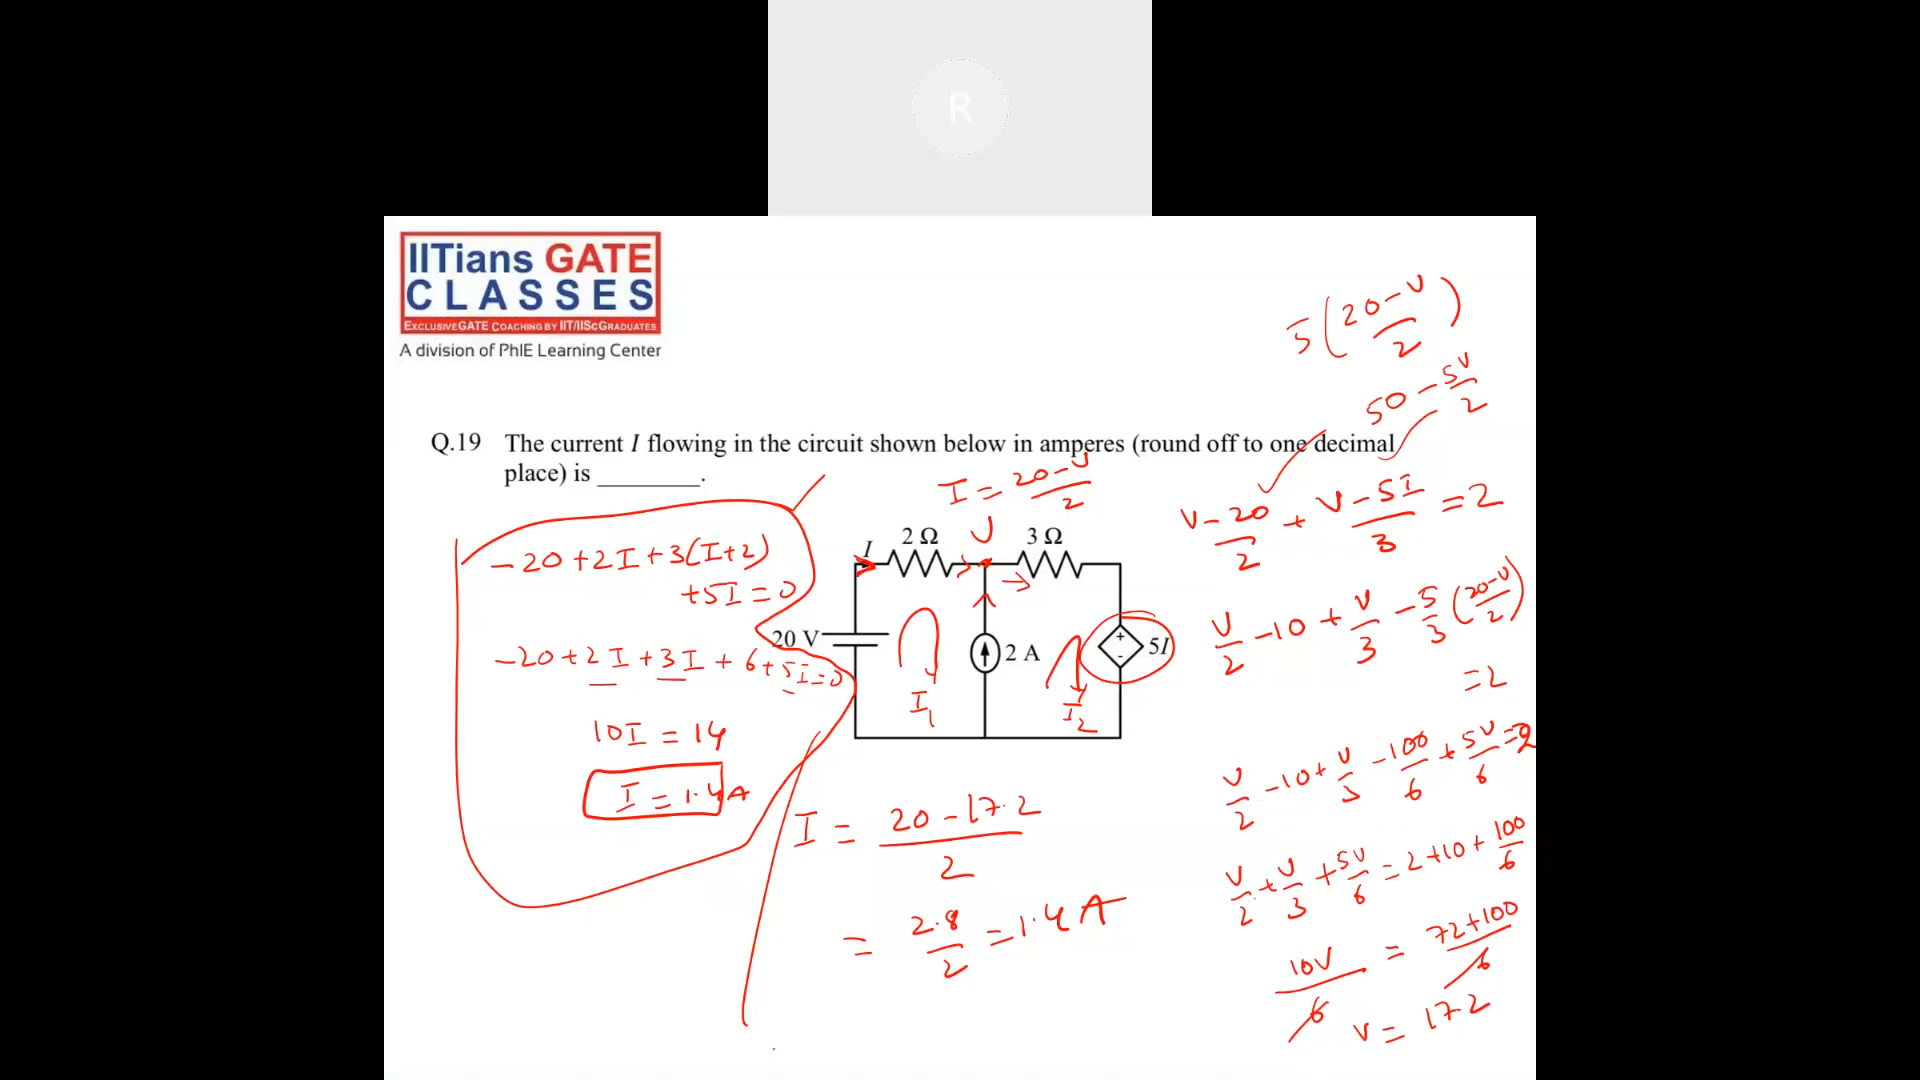 R
IITians GATE
CLASSES
EXCLUSIVE GATE COACHING BY IIT/IISc GRADUATES
A division of PhIE Learning Center
5(20-V/2)
50 - 5V/2
Q.19 The current I flowing in the circuit shown below in amperes (round off to one decimal
place) is ________.
I = 20-V/2
V-20/2 + V-5I/3 = 2
-20+2I+3(I+2)
+5I=0
I
2 Ω
V
3 Ω
20 V
2 A
+
-
5I
I1
I2
-20+2I+3I+6+5I=0
10I = 14
I = 1.4A
V/2 -10 + V/3 - 5/3(20-V/2)
=2
V/2 -10+ V/3 -100/6 + 5V/6 =2
V/2 + V/3 + 5V/6 = 2+10+ 100/6
10V/6 = 72+100/6
V = 17.2
I = 20-17.2/2
= 2.8/2 = 1.4 A